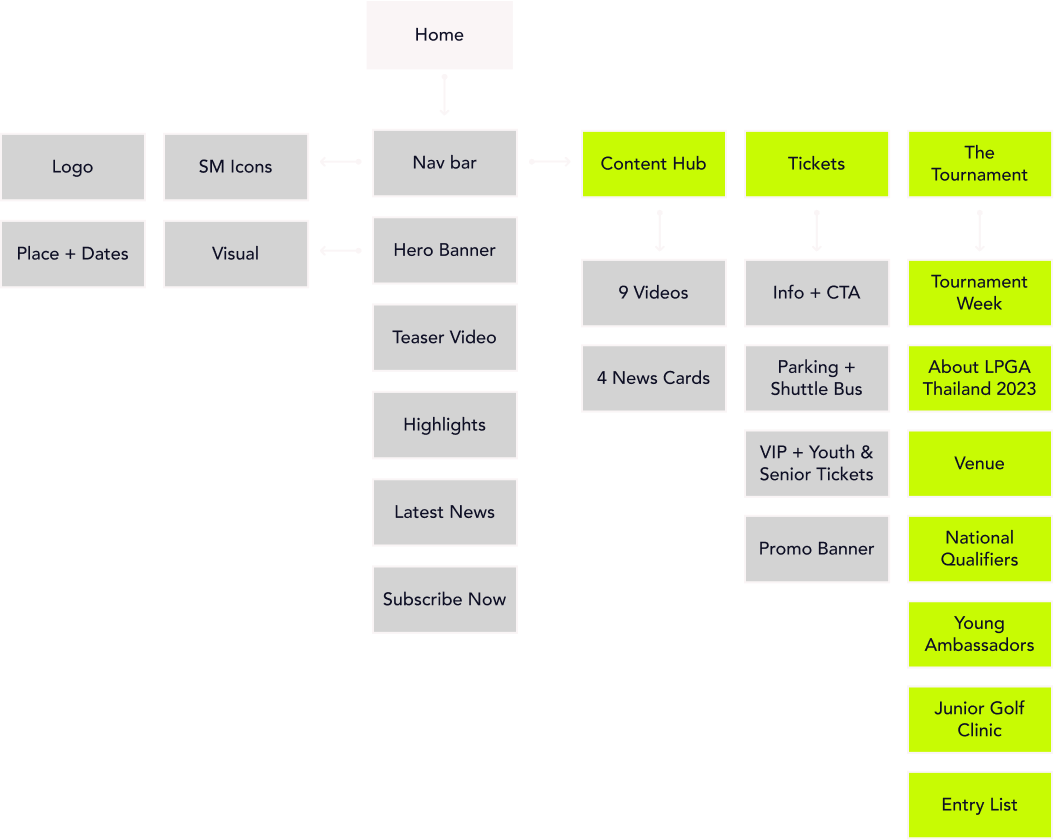 Home
Logo
SM Icons
Nav bar
Content Hub
Tickets
The
Tournament
Place + Dates
Visual
Hero Banner
9 Videos
Info + CTA
Tournament
Week
Teaser Video
4 News Cards
Parking +
Shuttle Bus
About LPGA
Thailand 2023
Highlights
VIP + Youth &
Senior Tickets
Venue
Latest News
Promo Banner
National
Qualifiers
Subscribe Now
Young
Ambassadors
Junior Golf
Clinic
Entry List